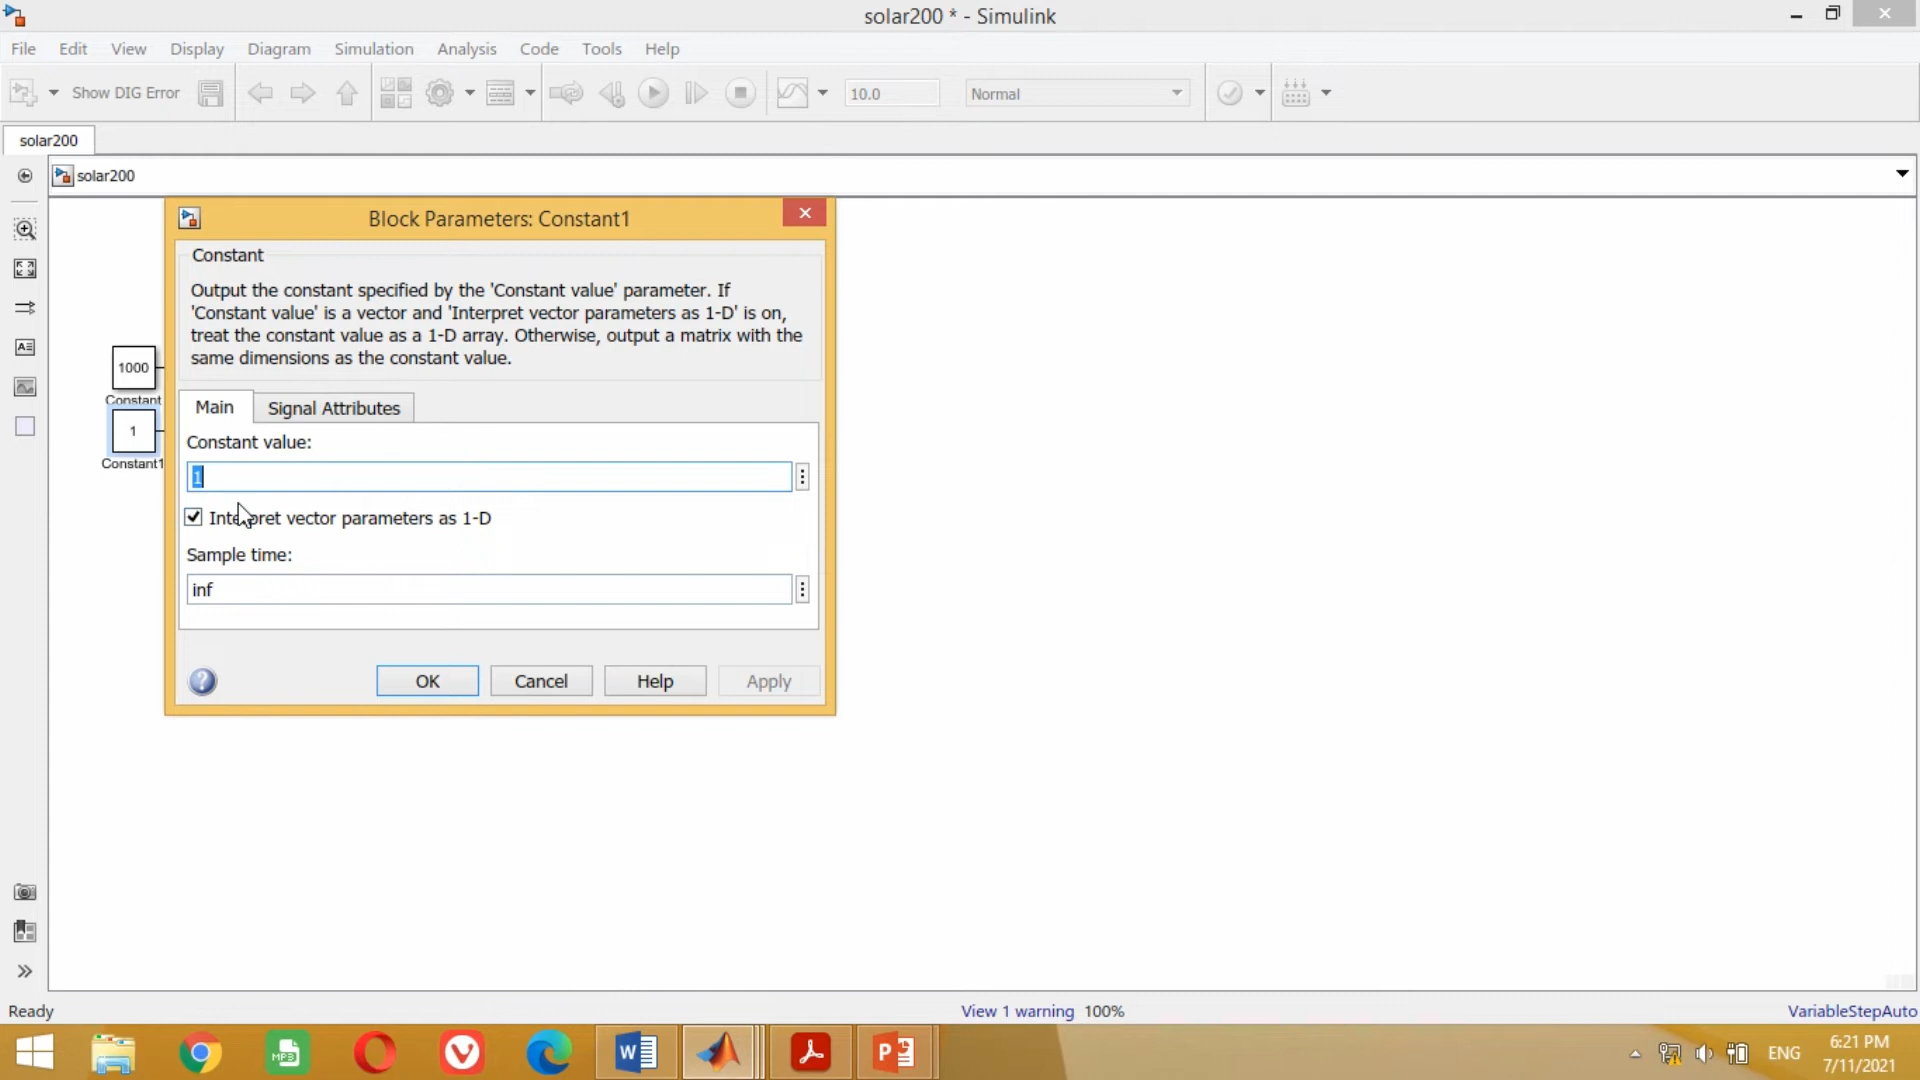 solar200 * - Simulink
File Edit View Display Diagram Simulation Analysis Code Tools Help
Show DIG Error 10.0 Normal
solar200
solar200
Block Parameters: Constant1
Constant
Output the constant specified by the 'Constant value' parameter. If
'Constant value' is a vector and 'Interpret vector parameters as 1-D' is on,
treat the constant value as a 1-D array. Otherwise, output a matrix with the
same dimensions as the constant value.
1000
Constant
Main Signal Attributes
1
Constant value:
Constant1
1
Interpret vector parameters as 1-D
Sample time:
inf
OK Cancel Help Apply
Ready View 1 warning 100% VariableStepAuto
MP3 W P ENG 6:21 PM
7/11/2021